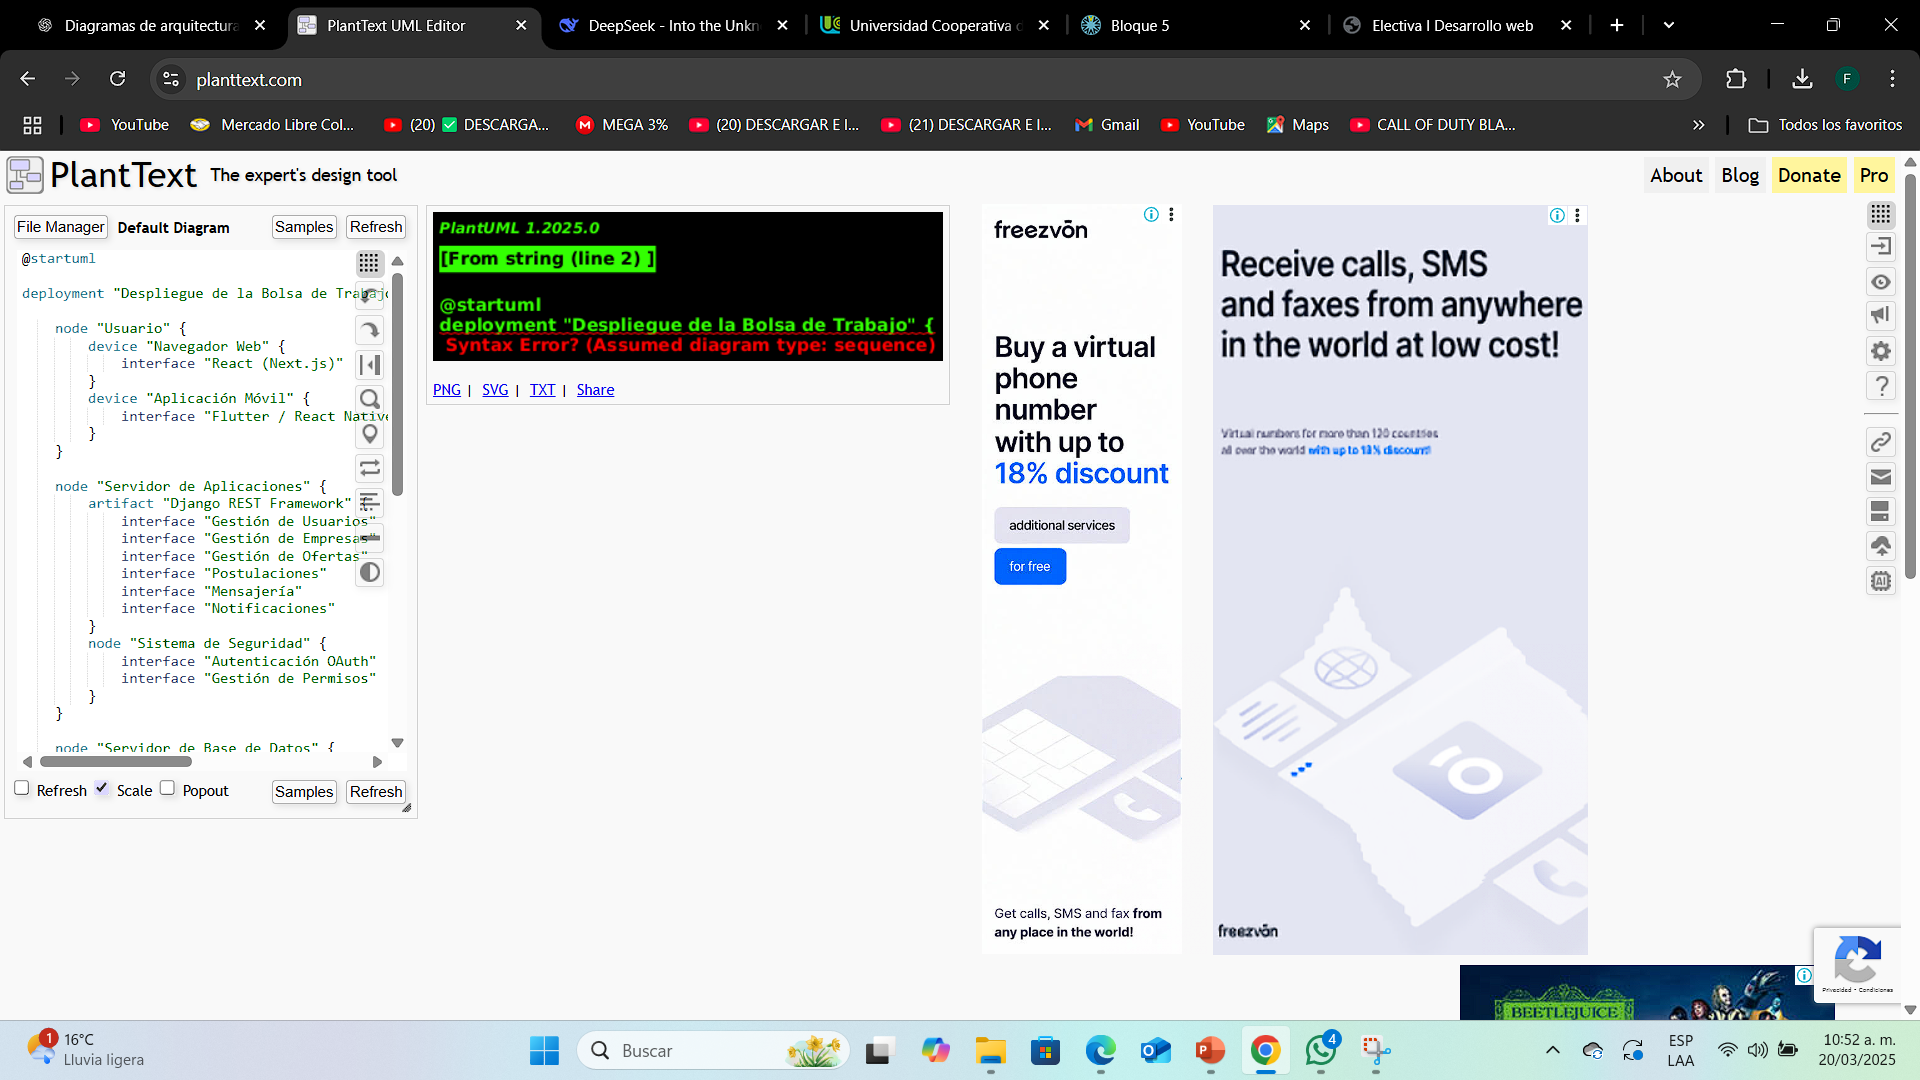 Diagramas de arquitectura
PlantText UML Editor
DeepSeek - Into the Unkn
Universidad Cooperativa d
Bloque 5
Electiva I Desarrollo web
planttext.com
F
YouTube
Mercado Libre Col...
(20) ✅ DESCARGA...
MEGA 3%
(20) DESCARGAR E I...
(21) DESCARGAR E I...
Gmail
YouTube
Maps
CALL OF DUTY BLA...
Todos los favoritos
PlantText The expert's design tool
About Blog Donate Pro
File Manager Default Diagram Samples Refresh
@startuml
deployment "Despliegue de la Bolsa de Trabajo
node "Usuario" {
device "Navegador Web" {
interface "React (Next.js)"
}
device "Aplicación Móvil" {
interface "Flutter / React Native
}
}
node "Servidor de Aplicaciones" {
artifact "Django REST Framework" {
interface "Gestión de Usuarios"
interface "Gestión de Empresas"
interface "Gestión de Ofertas"
interface "Postulaciones"
interface "Mensajería"
interface "Notificaciones"
}
node "Sistema de Seguridad" {
interface "Autenticación OAuth"
interface "Gestión de Permisos"
}
}
node "Servidor de Base de Datos" {
Refresh Scale Popout Samples Refresh
PlantUML 1.2025.0
[From string (line 2) ]
@startuml
deployment "Despliegue de la Bolsa de Trabajo" {
Syntax Error? (Assumed diagram type: sequence)
PNG | SVG | TXT | Share
freezvon
Buy a virtual
phone
number
with up to
18% discount
additional services
for free
Get calls, SMS and fax from
any place in the world!
Receive calls, SMS
and faxes from anywhere
in the world at low cost!
Virtual numbers for more than 120 countries
all over the world with up to 18% discount!
freezvon
AI
Privacidad • Condiciones
BEETLEJUICE
1
16°C
Lluvia ligera
Buscar
4
ESP
LAA
10:52 a. m.
20/03/2025